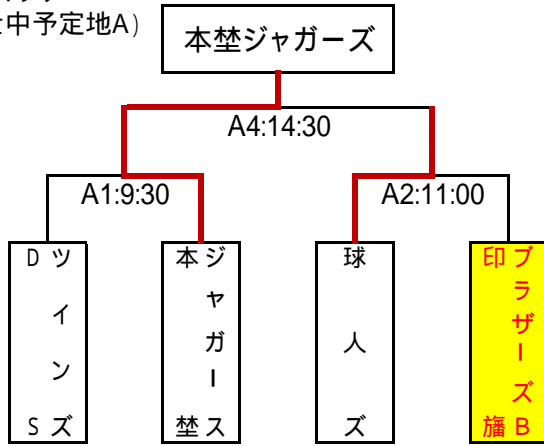 中予定地A)
本埜ジャガーズ
A4:14:30
A1:9:30
A2:11:00
DS
ツインズ
本埜
ジャガース
球人ズ
印旛
ブラザーズB